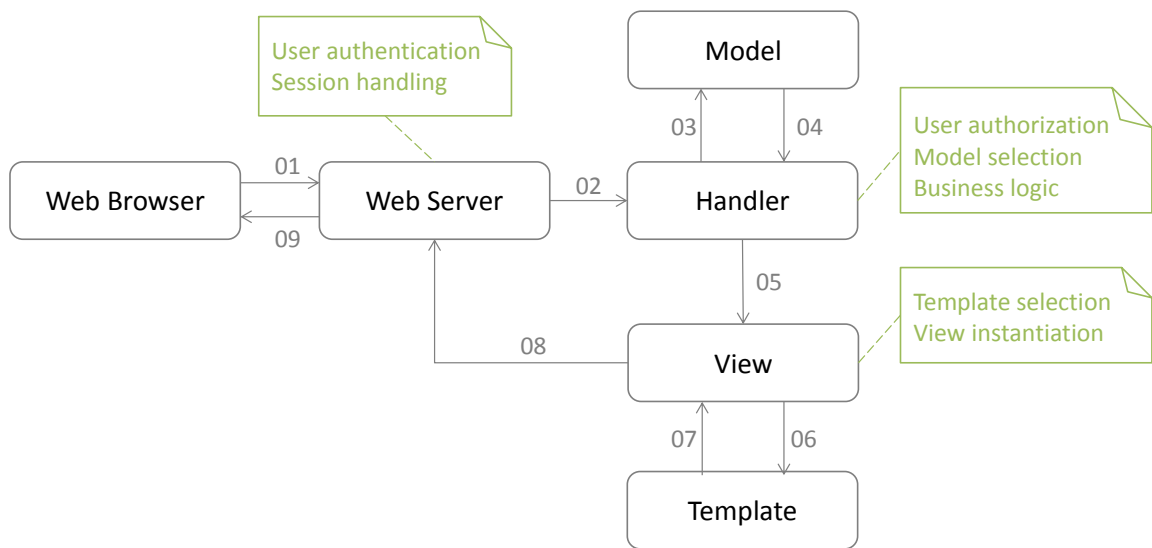 User authentication
Session handling
Model
03
04
User authorization
Model selection
Business logic
Web Browser
01
09
Web Server
02
Handler
05
Template selection
View instantiation
08
View
07
06
Template